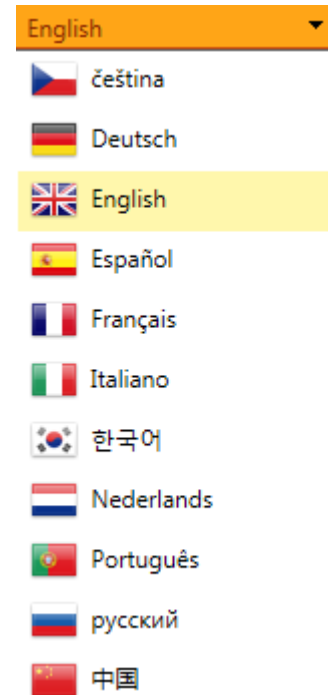 English
čeština
Deutsch
English
Español
Français
Italiano
한국어
Nederlands
Português
русский
中国